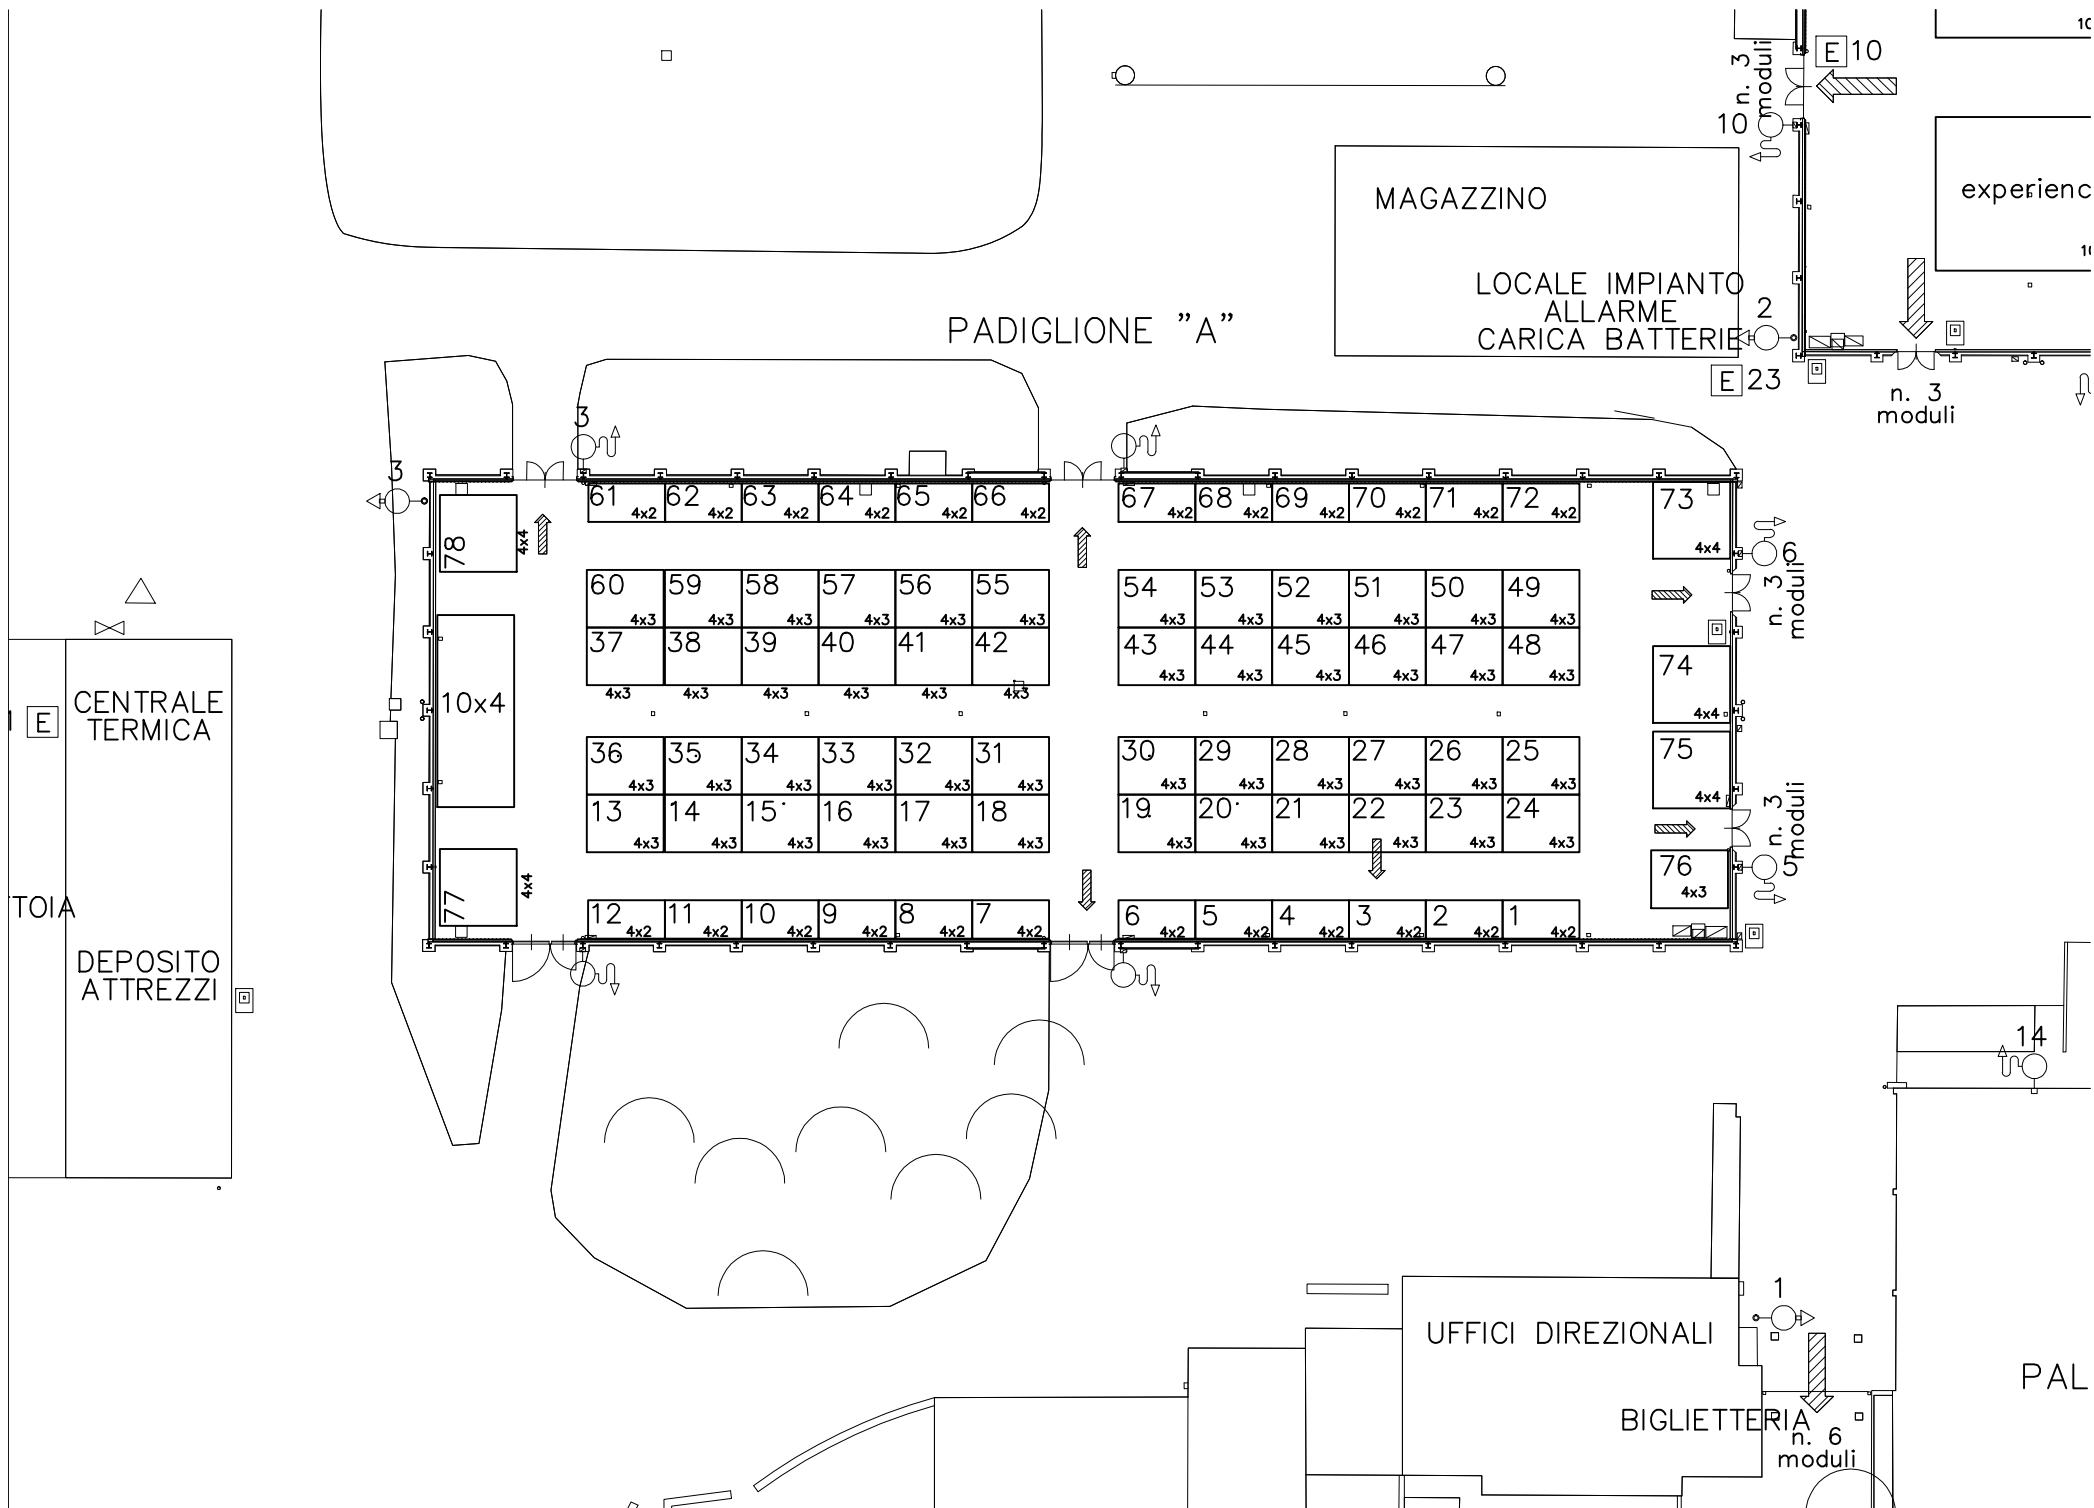 10
E 10
n. 3
moduli
10
experienc
10
MAGAZZINO
LOCALE IMPIANTO
ALLARME
CARICA BATTERIE
2
E 23
n. 3
moduli
PADIGLIONE "A"
3
3
61 62 63 64 65 66 67 68 69 70 71 72 73
4x2 4x2 4x2 4x2 4x2 4x2 4x2 4x2 4x2 4x2 4x2 4x2 4x4
78
4x4
6
n. 3
moduli
60 59 58 57 56 55 54 53 52 51 50 49
4x3 4x3 4x3 4x3 4x3 4x3 4x3 4x3 4x3 4x3 4x3 4x3
37 38 39 40 41 42 43 44 45 46 47 48 74
4x3 4x3 4x3 4x3 4x3 4x3 4x3 4x3 4x3 4x3 4x3 4x3 4x4
10x4
CENTRALE
TERMICA
E
36 35 34 33 32 31 30 29 28 27 26 25 75
4x3 4x3 4x3 4x3 4x3 4x3 4x3 4x3 4x3 4x3 4x3 4x3 4x4
13 14 15 16 17 18 19 20 21 22 23 24
4x3 4x3 4x3 4x3 4x3 4x3 4x3 4x3 4x3 4x3 4x3 4x3
n. 3
moduli
76
4x3
5
77
4x4
12 11 10 9 8 7 6 5 4 3 2 1
4x2 4x2 4x2 4x2 4x2 4x2 4x2 4x2 4x2 4x2 4x2 4x2
TOIA
DEPOSITO
ATTREZZI
14
1
UFFICI DIREZIONALI
PAL
BIGLIETTERIA
n. 6
moduli